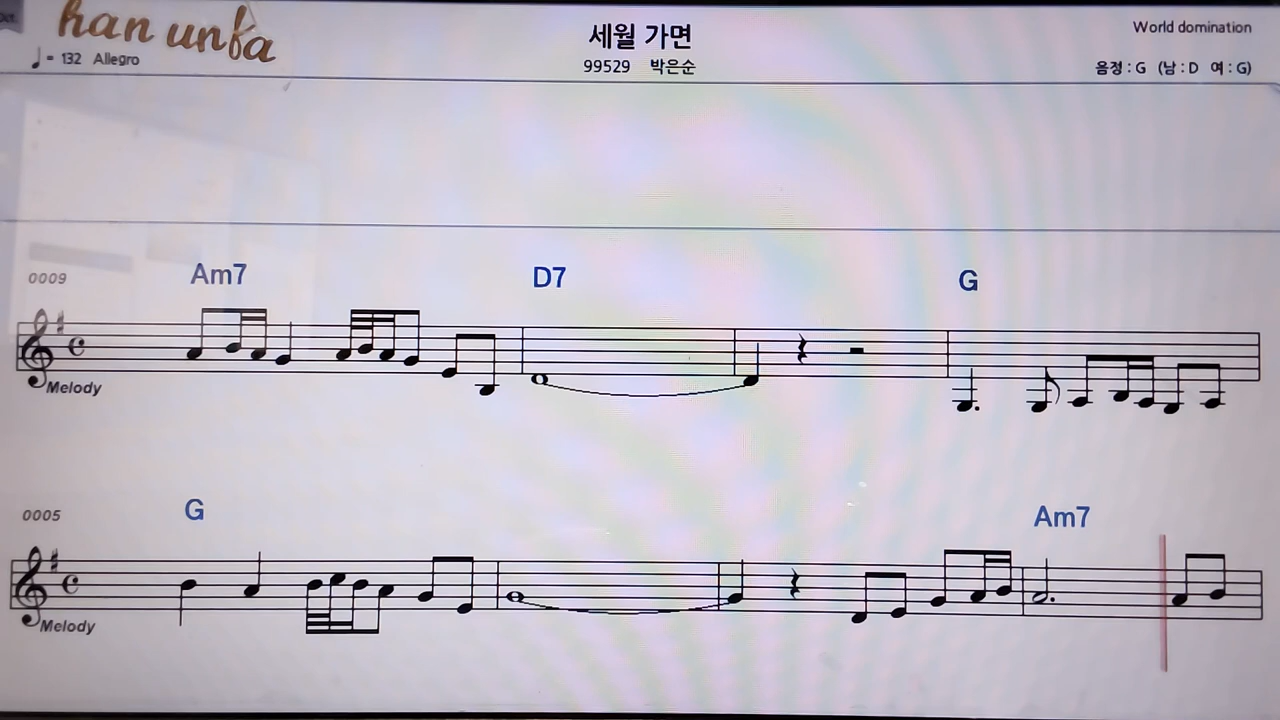 han unfa
세월 가면
World domination
♩= 132 Allegro
99529 박은순
음정 : G (남 : D 여 : G)
0009
Am7 D7 G
Melody
0005
G Am7
Melody